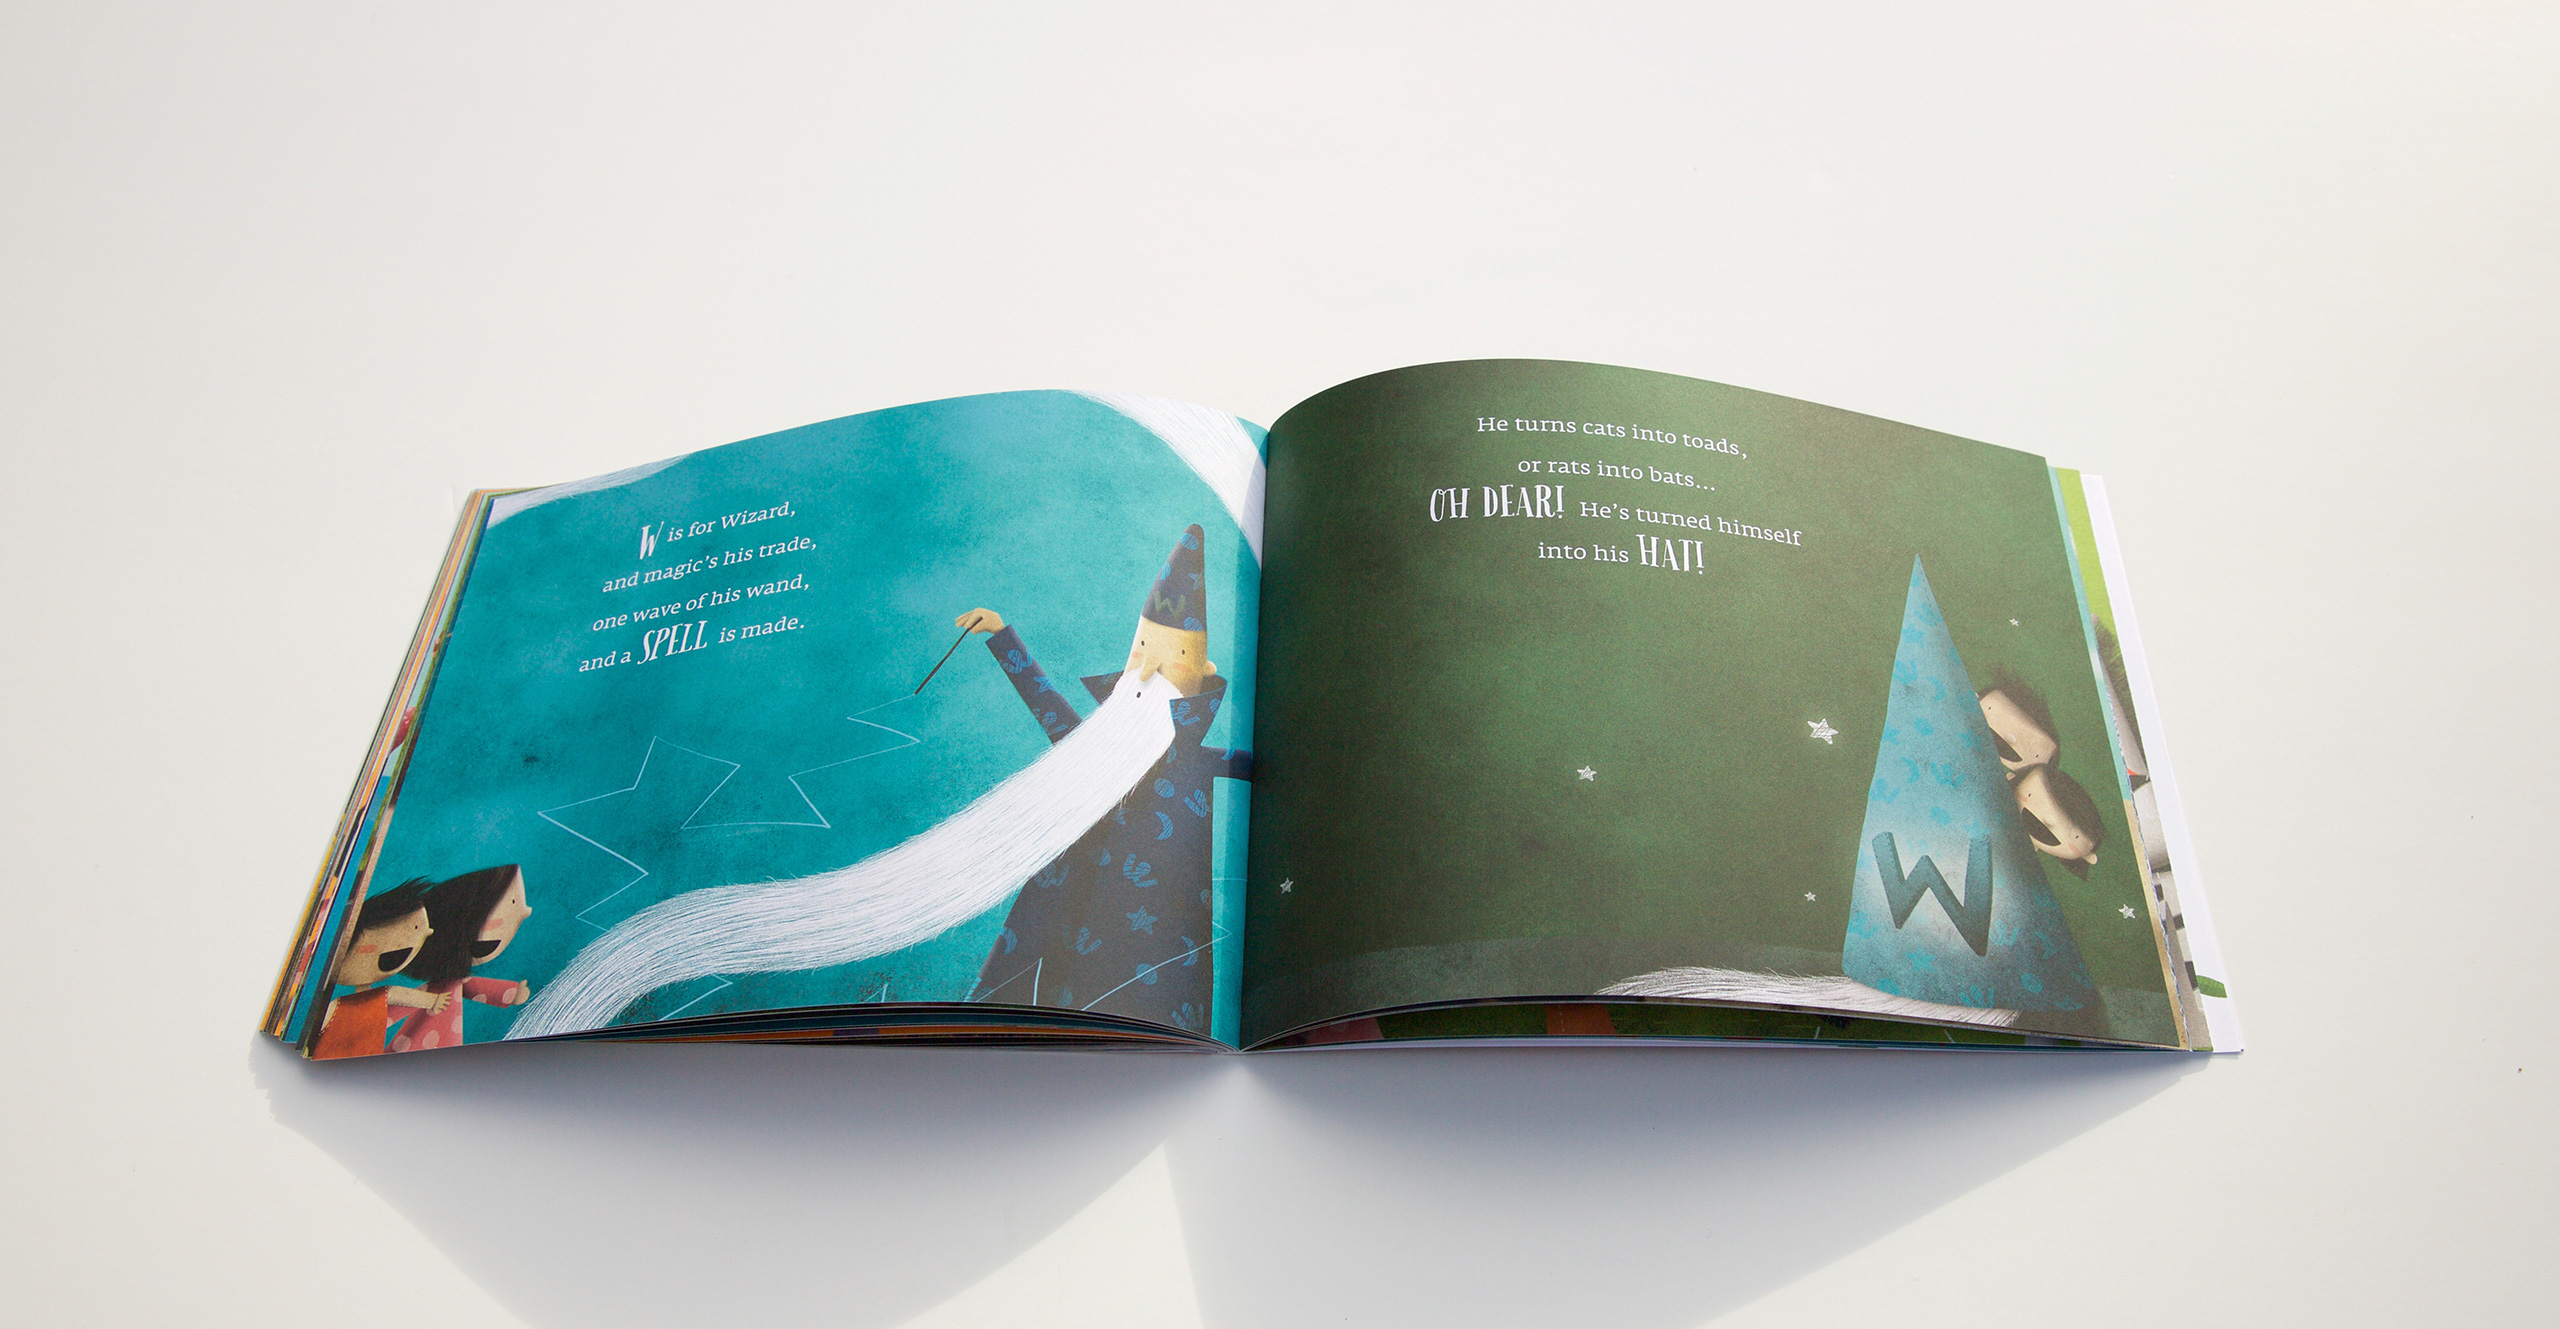 W is for Wizard,
and magic's his trade,
one wave of his wand,
and a SPELL is made.
He turns cats into toads,
or rats into bats...
OH DEAR! He's turned himself
into his HAT!
W
W